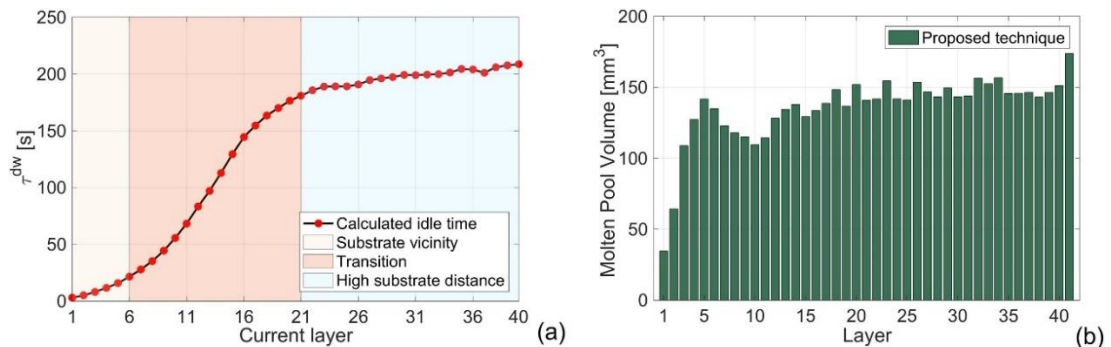 250
200
150
100
50
0
τ^dw [s]
Calculated idle time
Substrate vicinity
Transition
High substrate distance
1 6 11 16 21 26 31 36 40
Current layer
(a)
200
150
100
50
0
Molten Pool Volume [mm³]
Proposed technique
1 5 10 15 20 25 30 35 40
Layer
(b)